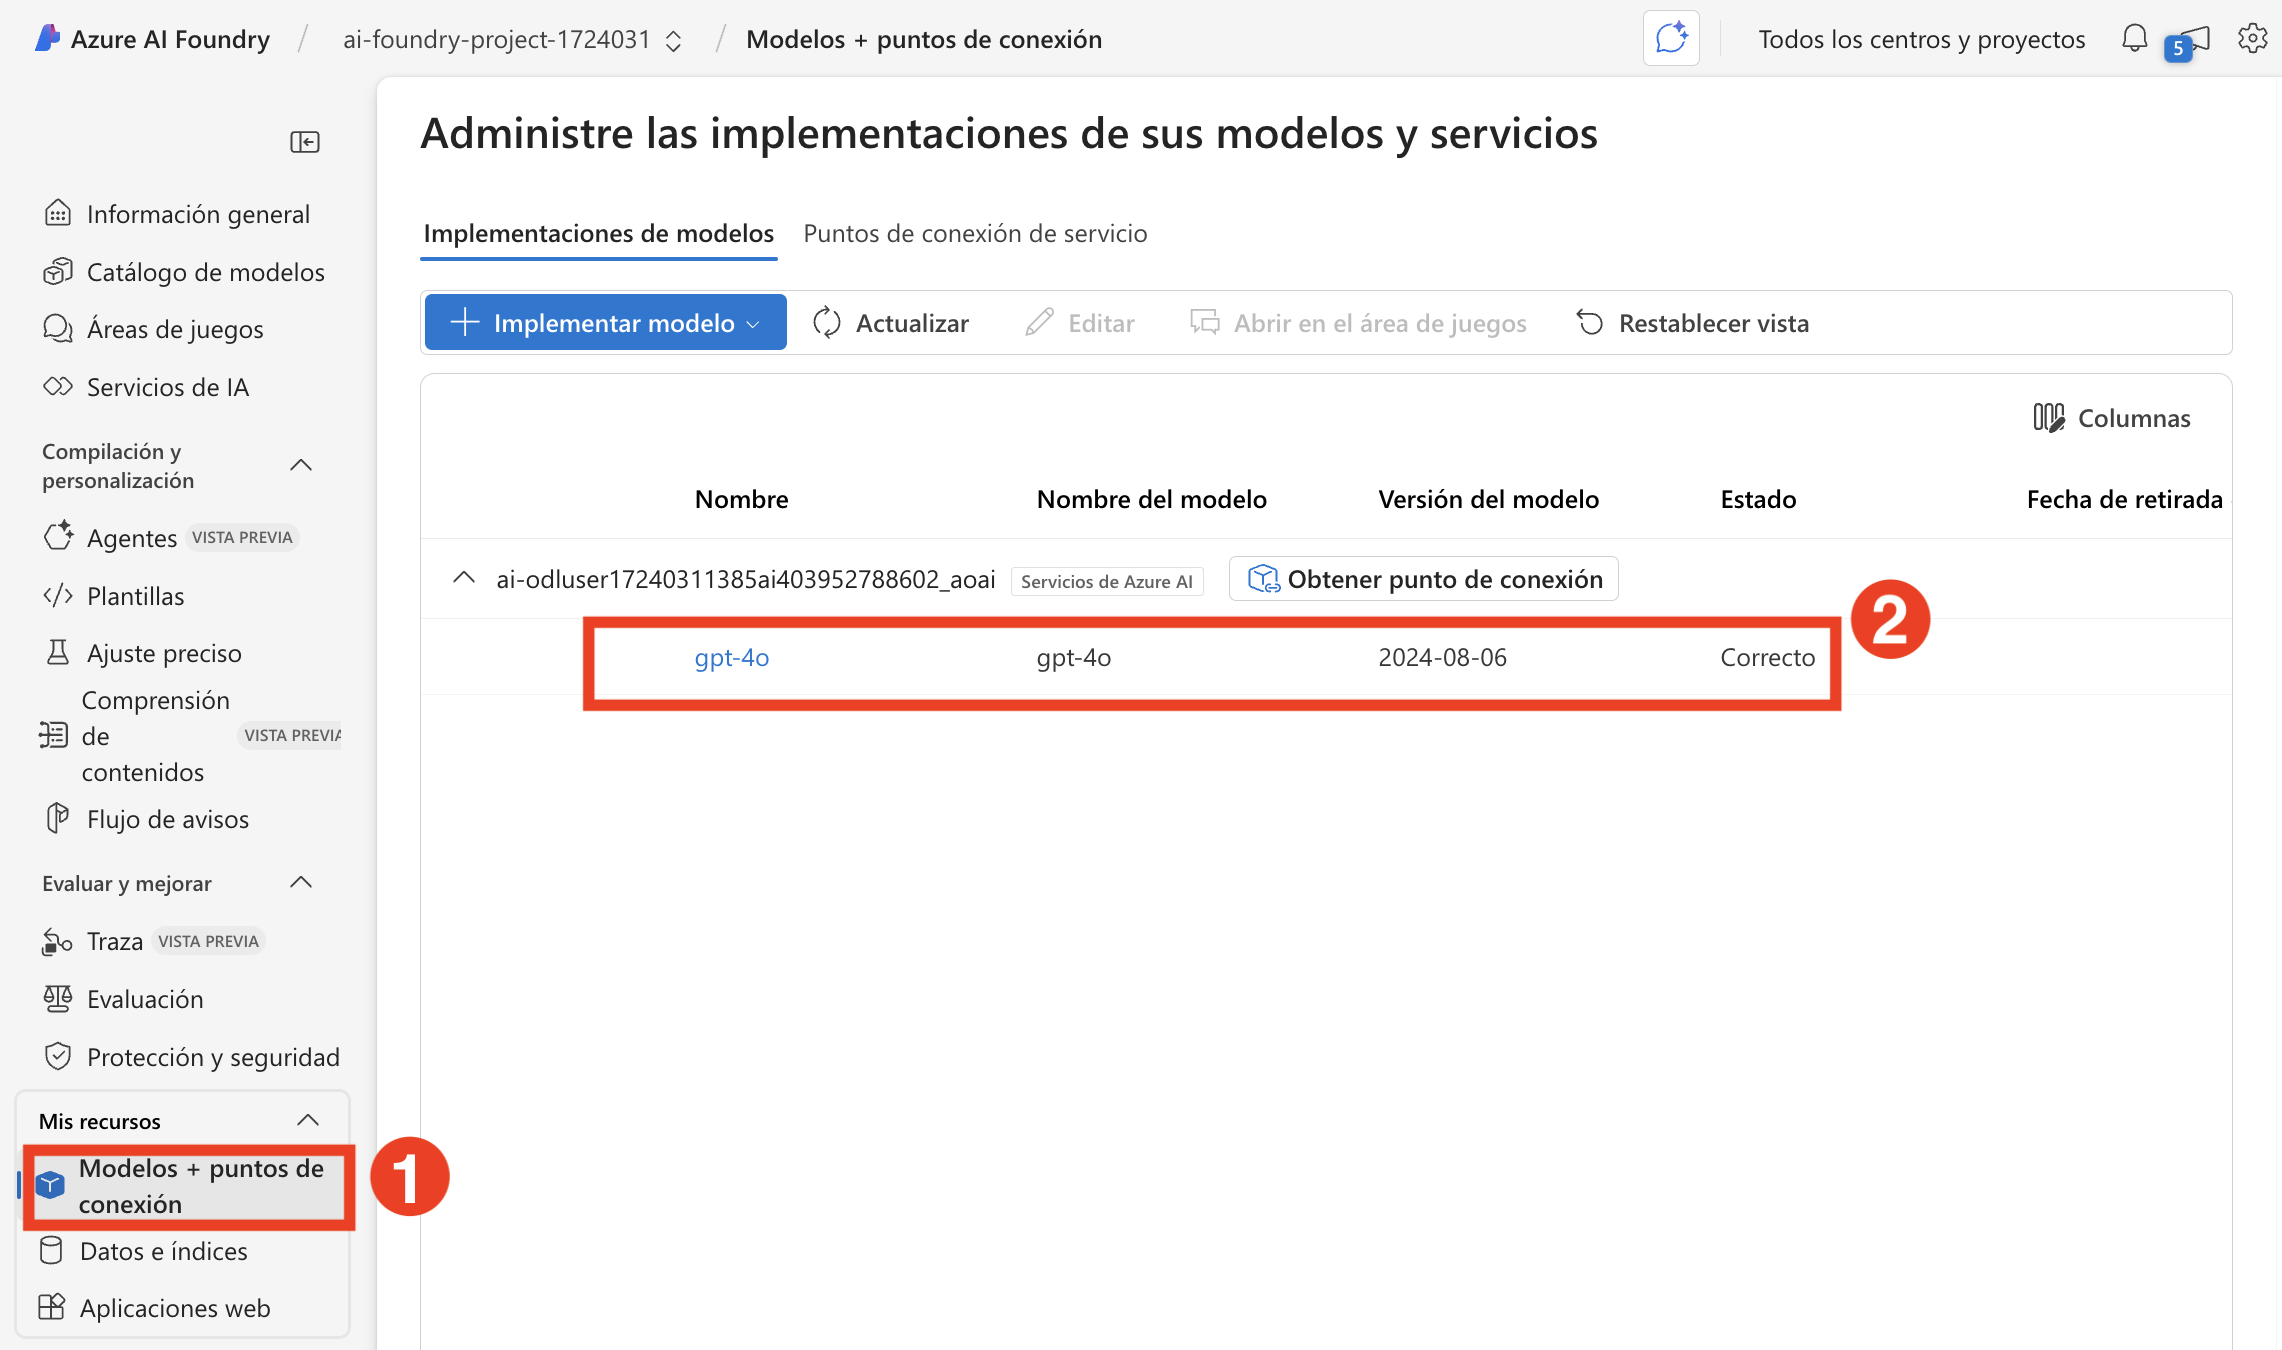 Azure AI Foundry / ai-foundry-project-1724031 / Modelos + puntos de conexión
Todos los centros y proyectos
5
Información general
Catálogo de modelos
Áreas de juegos
Servicios de IA
Compilación y
personalización
Agentes VISTA PREVIA
Plantillas
Ajuste preciso
Comprensión
de VISTA PREVIA
contenidos
Flujo de avisos
Evaluar y mejorar
Traza VISTA PREVIA
Evaluación
Protección y seguridad
Mis recursos
Modelos + puntos de
conexión
1
Datos e índices
Aplicaciones web
Administre las implementaciones de sus modelos y servicios
Implementaciones de modelos Puntos de conexión de servicio
Implementar modelo Actualizar Editar Abrir en el área de juegos Restablecer vista
Columnas
Nombre Nombre del modelo Versión del modelo Estado Fecha de retirada
ai-odluser17240311385ai403952788602_aoai Servicios de Azure AI Obtener punto de conexión
2
gpt-4o gpt-4o 2024-08-06 Correcto